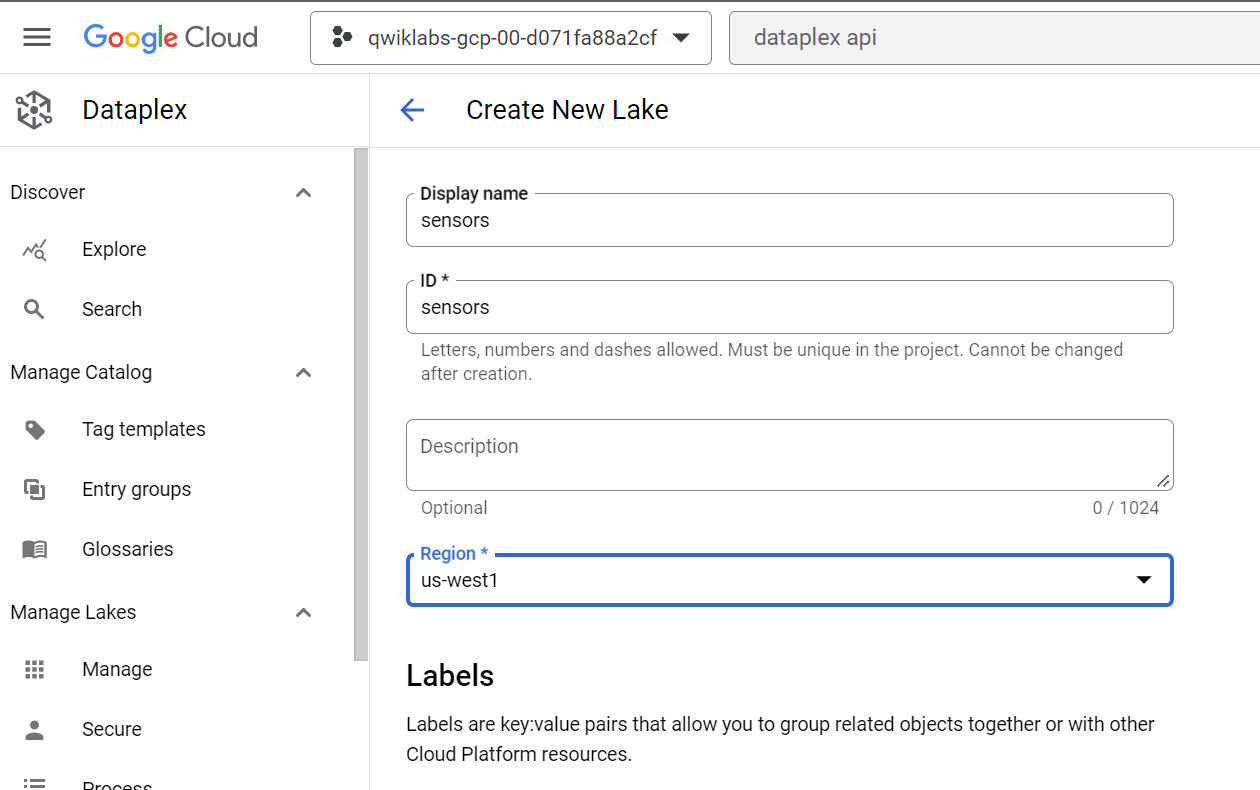 Google Cloud
qwiklabs-gcp-00-d071fa88a2cf
dataplex api
Dataplex
Create New Lake
Discover
Explore
Search
Manage Catalog
Tag templates
Entry groups
Glossaries
Manage Lakes
Manage
Secure
Process
Display name
sensors
ID *
sensors
Letters, numbers and dashes allowed. Must be unique in the project. Cannot be changed
after creation.
Description
Optional
0 / 1024
Region *
us-west1
Labels
Labels are key:value pairs that allow you to group related objects together or with other
Cloud Platform resources.